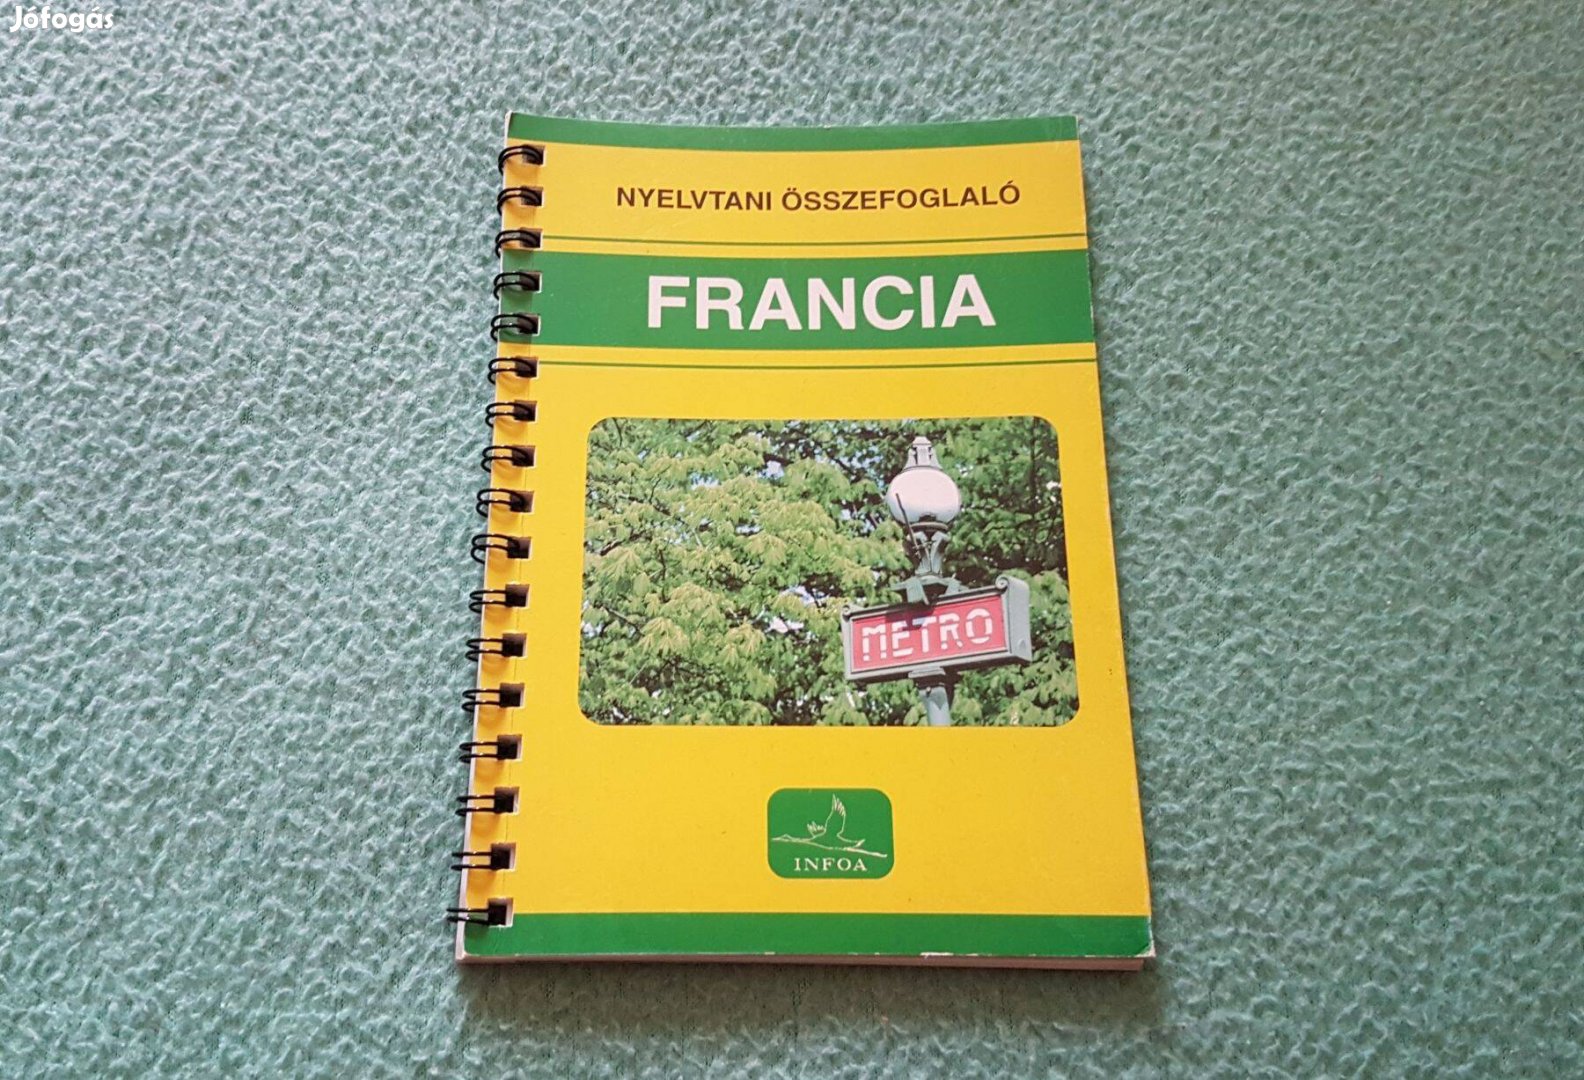 Jófogás
NYELVTANI ÖSSZEFOGLALÓ
FRANCIA
METRO
INFOA